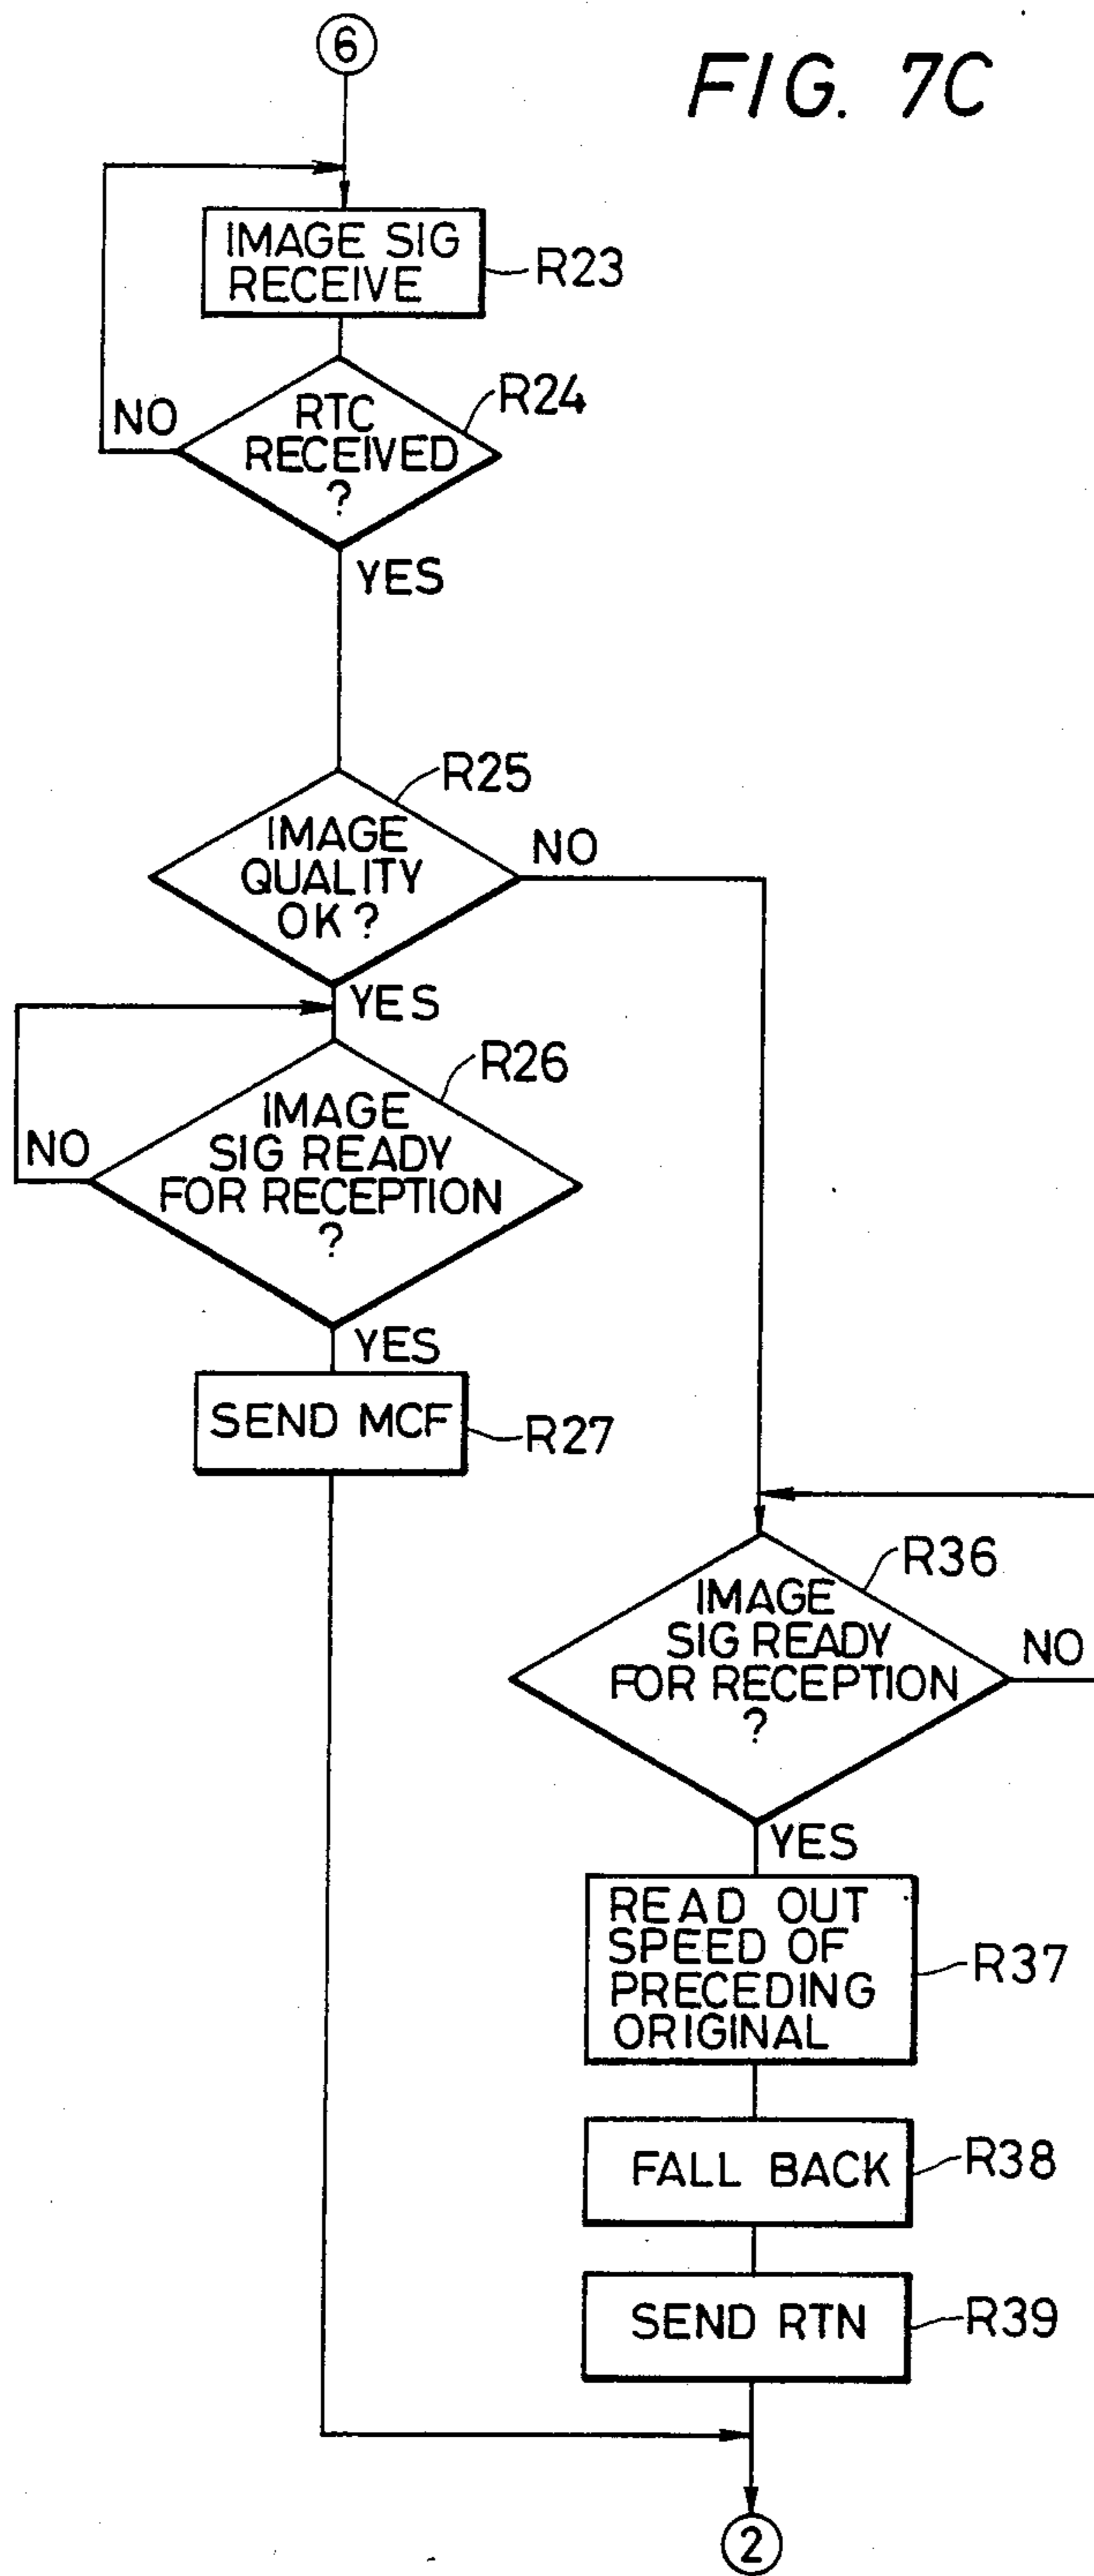 6
FIG. 7C
IMAGE SIG
RECEIVE
R23
RTC
RECEIVED
?
R24
NO
YES
R25
IMAGE
QUALITY
OK?
NO
YES
R26
IMAGE
SIG READY
FOR RECEPTION
?
NO
YES
SEND MCF
R27
R36
IMAGE
SIG READY
FOR RECEPTION
?
NO
YES
READ OUT
SPEED OF
PRECEDING
ORIGINAL
R37
FALL BACK
R38
SEND RTN
R39
2